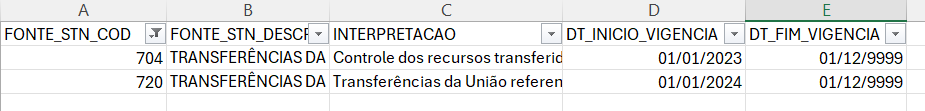 A B C D E
FONTE_STN_COD FONTE_STN_DESCF INTERPRETACAO DT_INICIO_VIGENCIA DT_FIM_VIGENCIA
704 TRANSFERÊNCIAS DA Controle dos recursos transferid 01/01/2023 01/12/9999
720 TRANSFERÊNCIAS DA Transferências da União referen 01/01/2024 01/12/9999